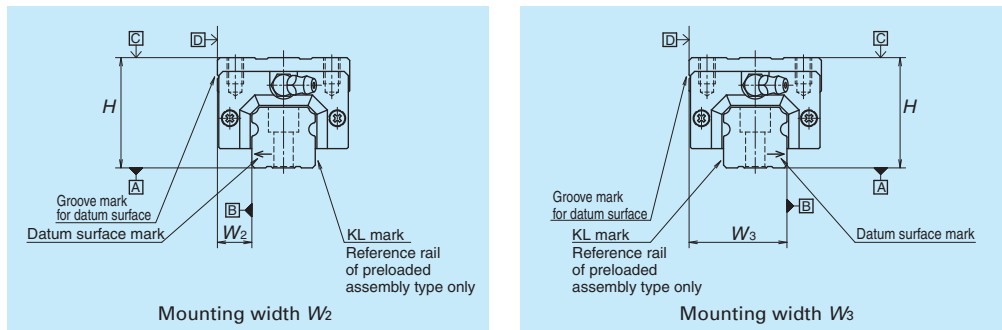 C
D
H
A
Groove mark
for datum surface
Datum surface mark
B
W2
KL mark
Reference rail
of preloaded
assembly type only
Mounting width W2
D
C
H
A
Groove mark
for datum surface
KL mark
Reference rail
of preloaded
assembly type only
W3
B
Datum surface mark
Mounting width W3